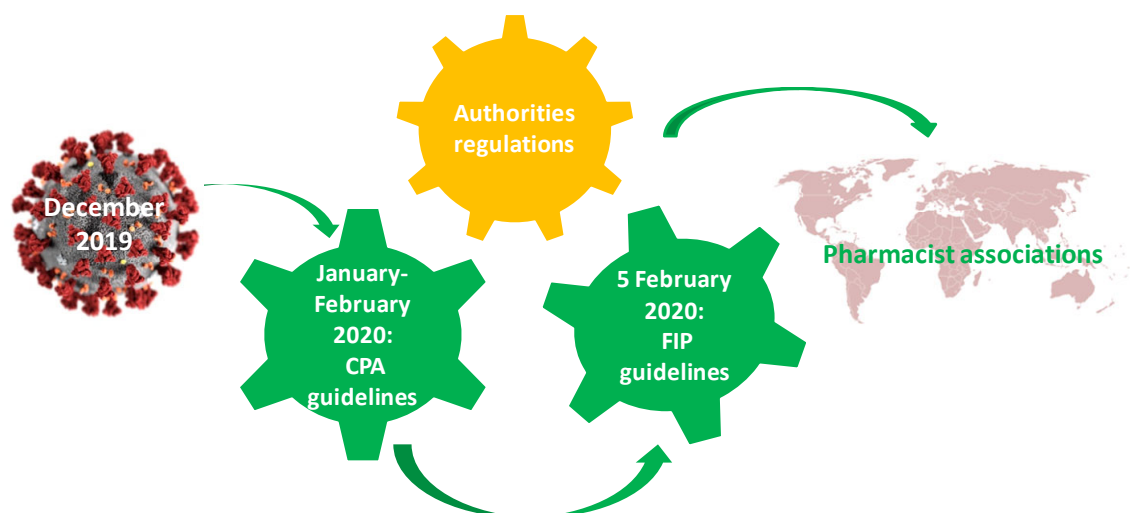 December
2019
January-
February
2020:
CPA
guidelines
Authorities
regulations
5 February
2020:
FIP
guidelines
Pharmacist associations